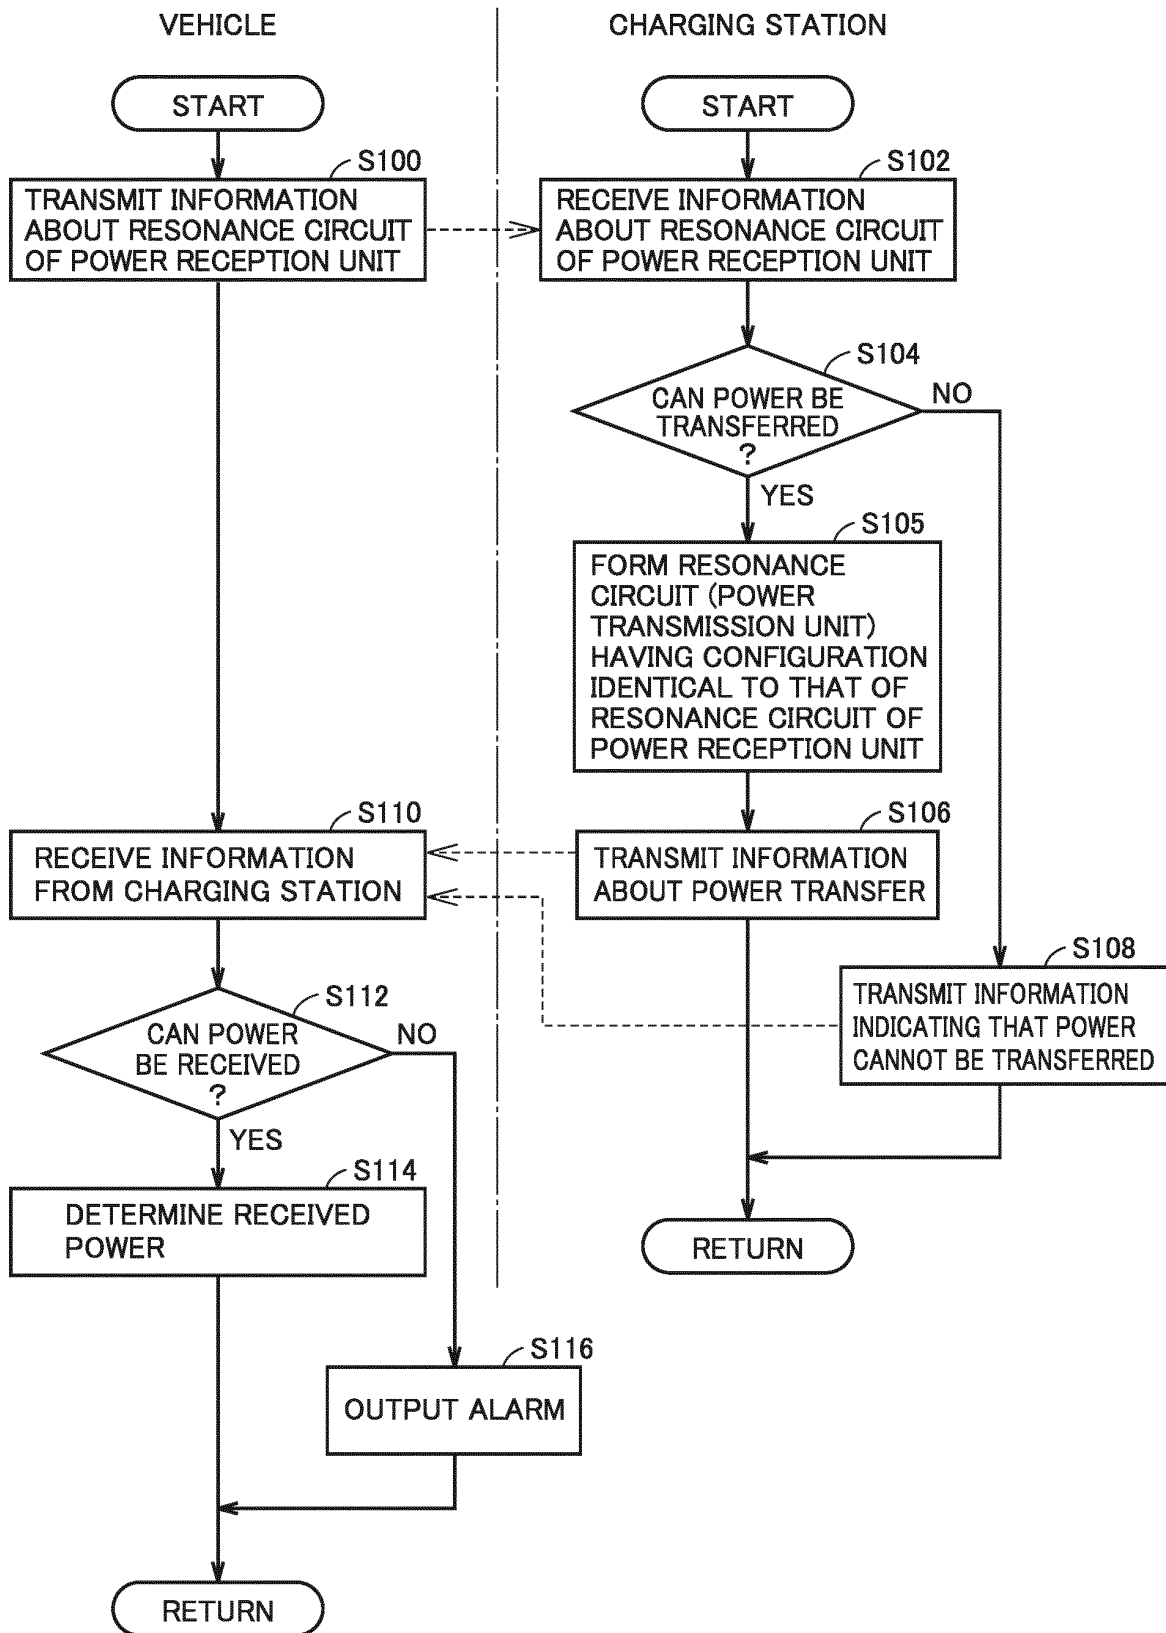 VEHICLE
CHARGING STATION
START
START
S100
TRANSMIT INFORMATION
ABOUT RESONANCE CIRCUIT
OF POWER RECEPTION UNIT
S102
RECEIVE INFORMATION
ABOUT RESONANCE CIRCUIT
OF POWER RECEPTION UNIT
S104
CAN POWER BE
TRANSFERRED
?
NO
YES
S105
FORM RESONANCE
CIRCUIT (POWER
TRANSMISSION UNIT)
HAVING CONFIGURATION
IDENTICAL TO THAT OF
RESONANCE CIRCUIT OF
POWER RECEPTION UNIT
S110
RECEIVE INFORMATION
FROM CHARGING STATION
S106
TRANSMIT INFORMATION
ABOUT POWER TRANSFER
S108
TRANSMIT INFORMATION
INDICATING THAT POWER
CANNOT BE TRANSFERRED
S112
CAN POWER
BE RECEIVED
?
NO
YES
S114
DETERMINE RECEIVED
POWER
RETURN
S116
OUTPUT ALARM
RETURN